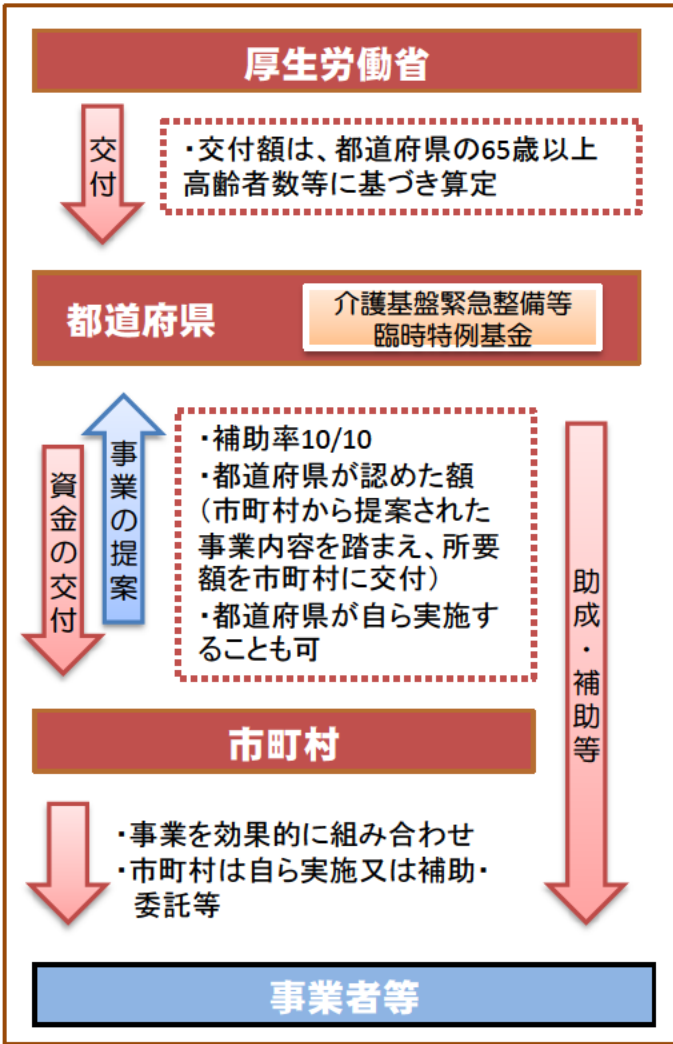 厚生労働省
交付
・交付額は、都道府県の65歳以上
高齢者数等に基づき算定
都道府県
介護基盤緊急整備等
臨時特例基金
資金の交付
事業の提案
・補助率10/10
・都道府県が認めた額
（市町村から提案された
事業内容を踏まえ、所要
額を市町村に交付）
・都道府県が自ら実施す
ることも可
助成・補助等
市町村
・事業を効果的に組み合わせ
・市町村は自ら実施又は補助・
委託等
事業者等